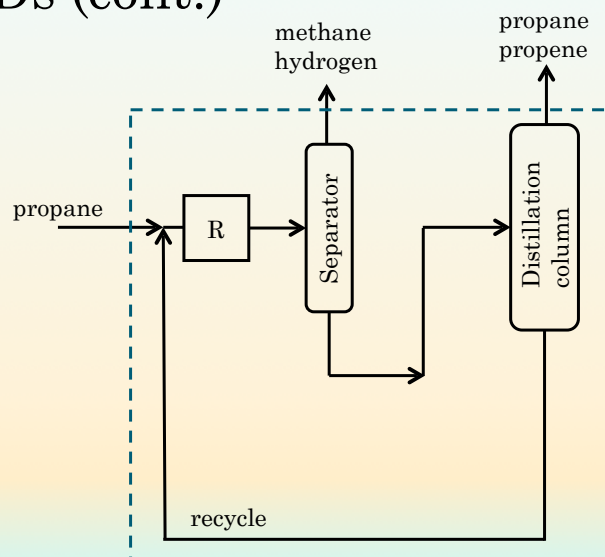 Ds (cont.)
methane
hydrogen
propane
propene
propane
R
Separator
Distillation
column
recycle